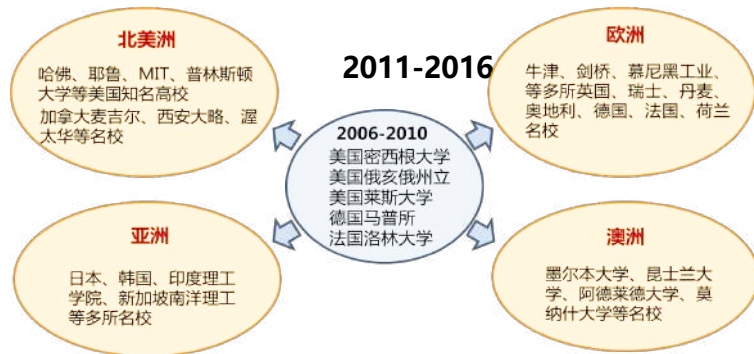 北美洲
哈佛、耶鲁、MIT、普林斯顿
大学等美国知名高校
加拿大麦吉尔、西安大略、渥
太华等名校
2011-2016
欧洲
牛津、剑桥、慕尼黑工业、
等多所英国、瑞士、丹麦、
奥地利、德国、法国、荷兰
名校
2006-2010
美国密西根大学
美国俄亥俄州立
美国莱斯大学
德国马普所
法国洛林大学
亚洲
日本、韩国、印度理工
学院、新加坡南洋理工
等多所名校
澳洲
墨尔本大学、昆士兰大
学、阿德莱德大学、莫
纳什大学等名校